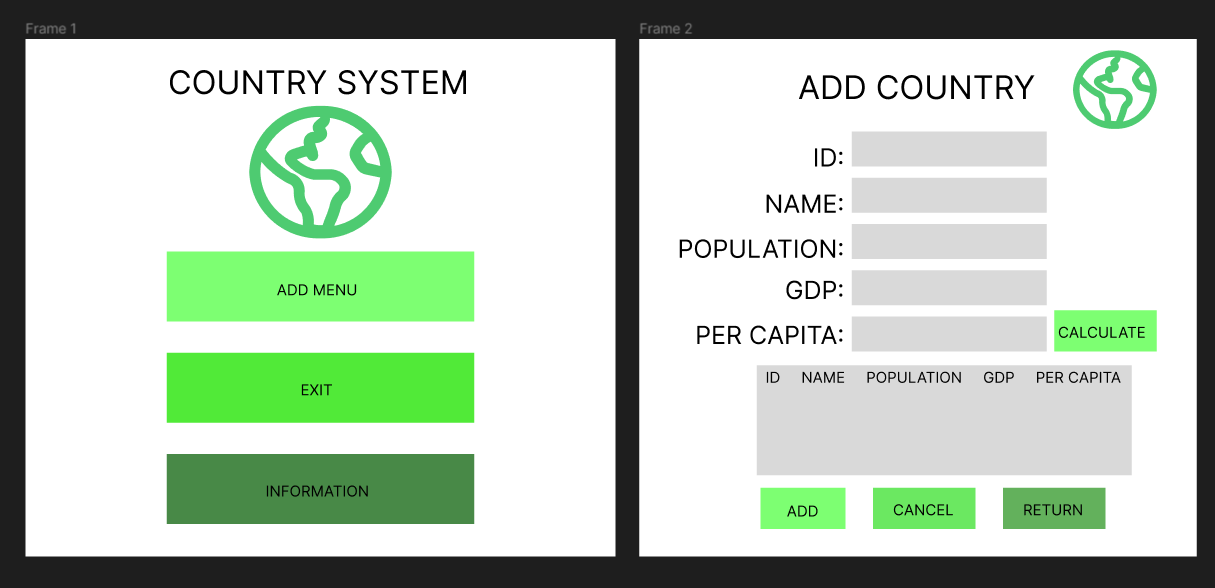 Frame 1
COUNTRY SYSTEM
ADD MENU
EXIT
INFORMATION
Frame 2
ADD COUNTRY
ID:
NAME:
POPULATION:
GDP:
PER CAPITA:
CALCULATE
ID NAME POPULATION GDP PER CAPITA
ADD CANCEL RETURN